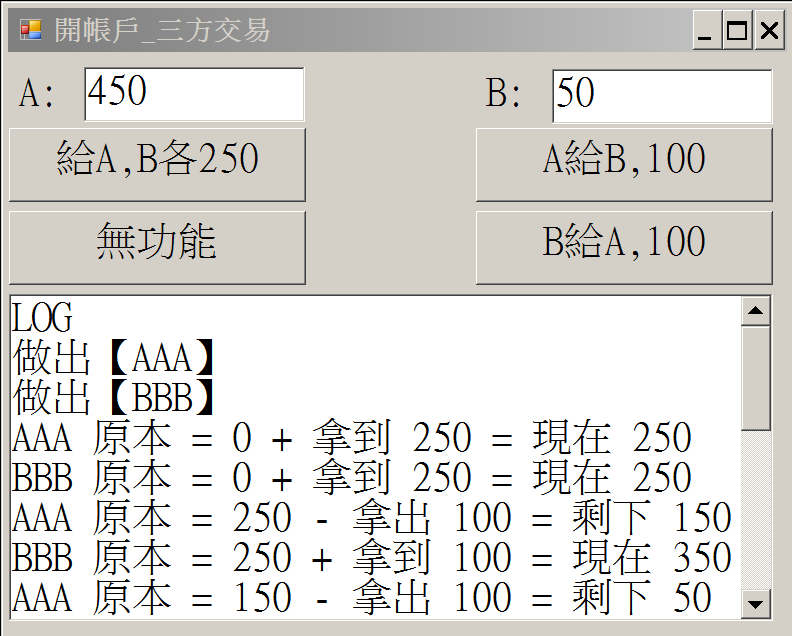 開帳戶_三方交易
A: 450 B: 50
給A,B各250 A給B,100
無功能 B給A,100
LOG
做出【AAA】
做出【BBB】
AAA 原本 = 0 + 拿到 250 = 現在 250
BBB 原本 = 0 + 拿到 250 = 現在 250
AAA 原本 = 250 - 拿出 100 = 剩下 150
BBB 原本 = 250 + 拿到 100 = 現在 350
AAA 原本 = 150 - 拿出 100 = 剩下 50